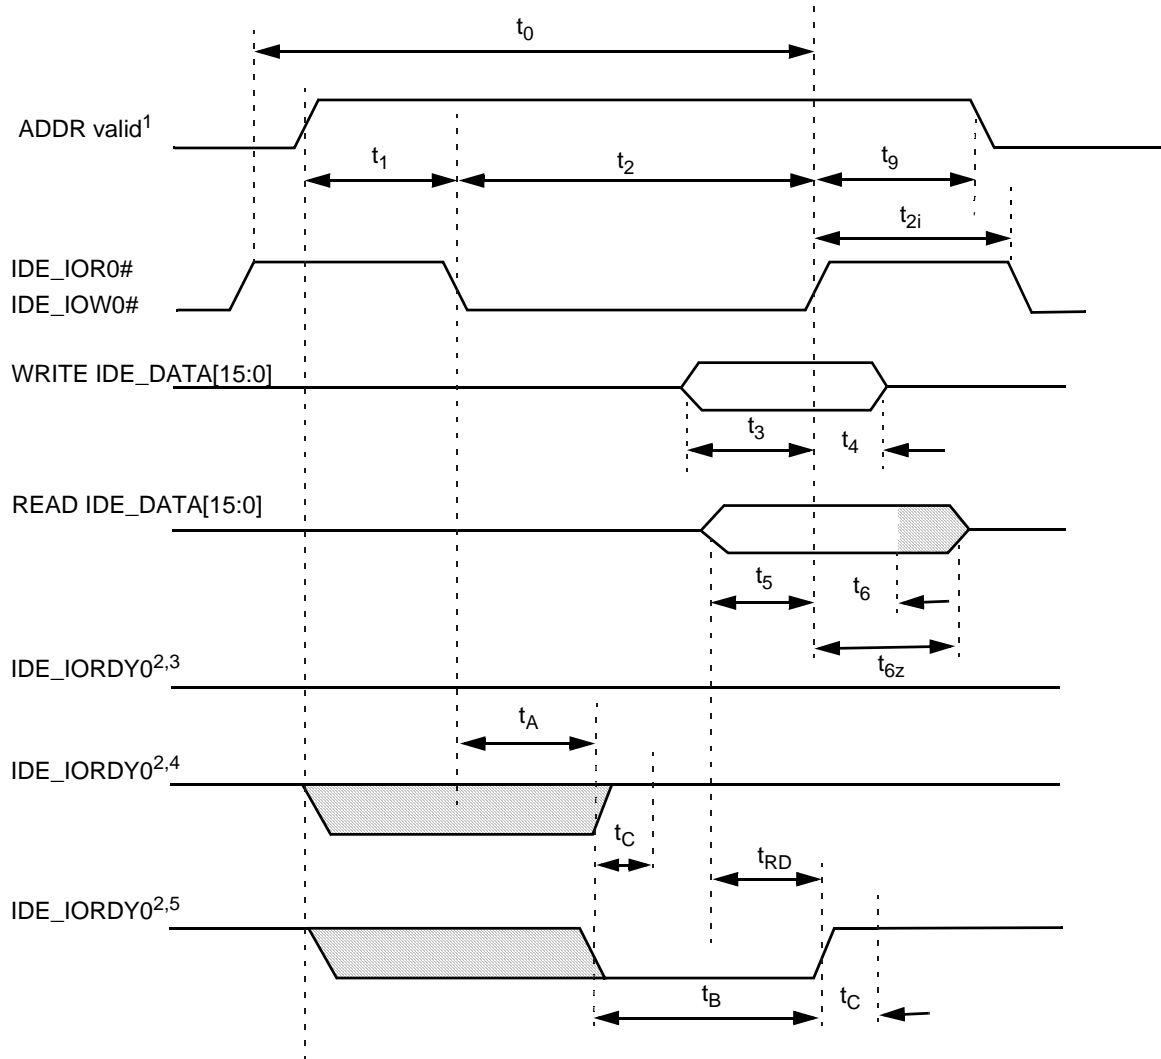 t0
ADDR valid1
t1
t2
t9
t2i
IDE_IOR0#
IDE_IOW0#
WRITE IDE_DATA[15:0]
t3
t4
READ IDE_DATA[15:0]
t5
t6
t6z
IDE_IORDY02,3
tA
IDE_IORDY02,4
tC
tRD
IDE_IORDY02,5
tB
tC